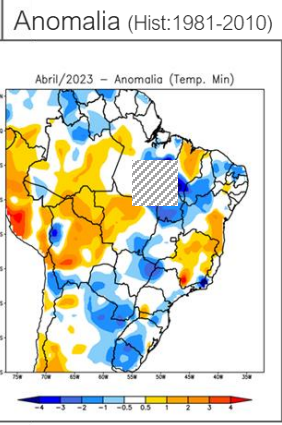 Anomalia (Hist:1981-2010)
Abril/2023 – Anomalia (Temp. Min)
75W 70W 65W 60W 55W 50W 45W 40W 35W
-4 -3 -2 -1 -0.5 0.5 1 2 3 4